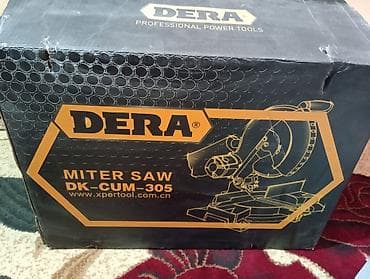 DERA
PROFESSIONAL POWER TOOLS
DERA®
MITER SAW
DK-CUM-305
www.xpertool.com.cn